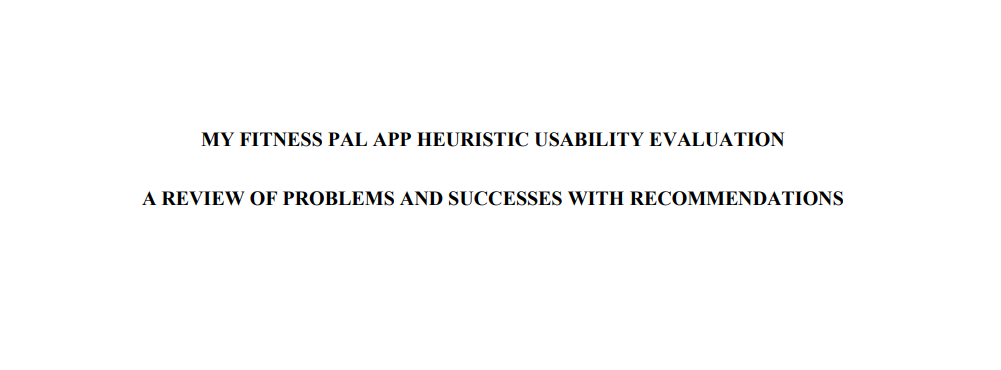 MY FITNESS PAL APP HEURISTIC USABILITY EVALUATION
A REVIEW OF PROBLEMS AND SUCCESSES WITH RECOMMENDATIONS